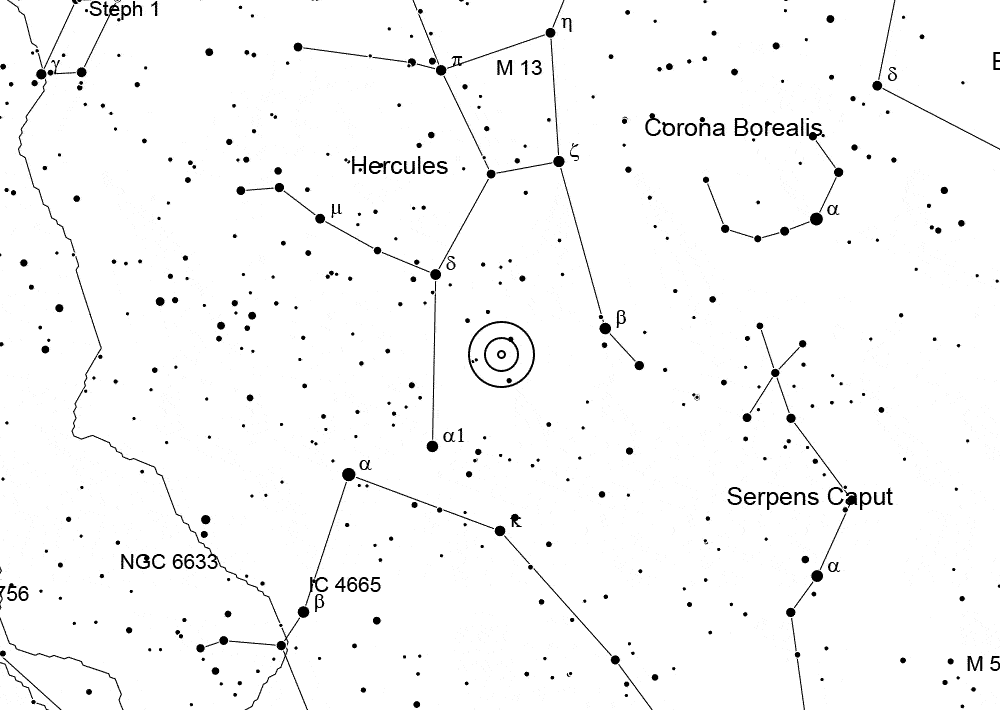 Steph 1
γ
π
η
M 13
δ
E
Corona Borealis
Hercules
ζ
μ
α
δ
β
α1
α
Serpens Caput
κ
NGC 6633
IC 4665
β
α
756
M 5